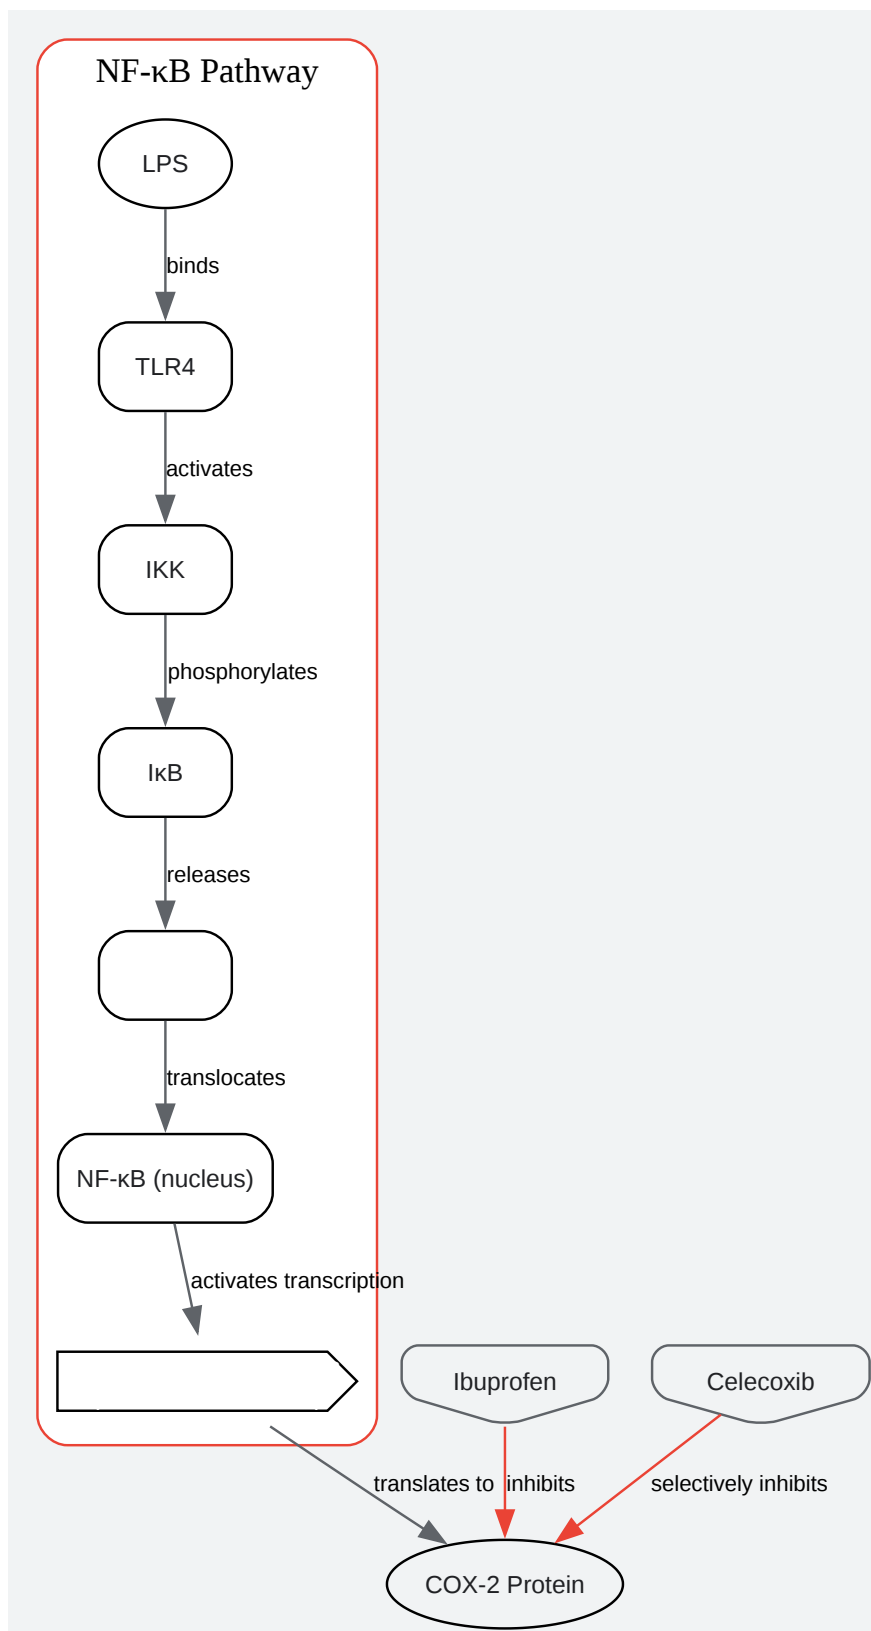 NF-κB Pathway
LPS
binds
TLR4
activates
IKK
phosphorylates
IκB
releases
translocates
NF-κB (nucleus)
activates transcription
Ibuprofen
Celecoxib
translates to
inhibits
selectively inhibits
COX-2 Protein